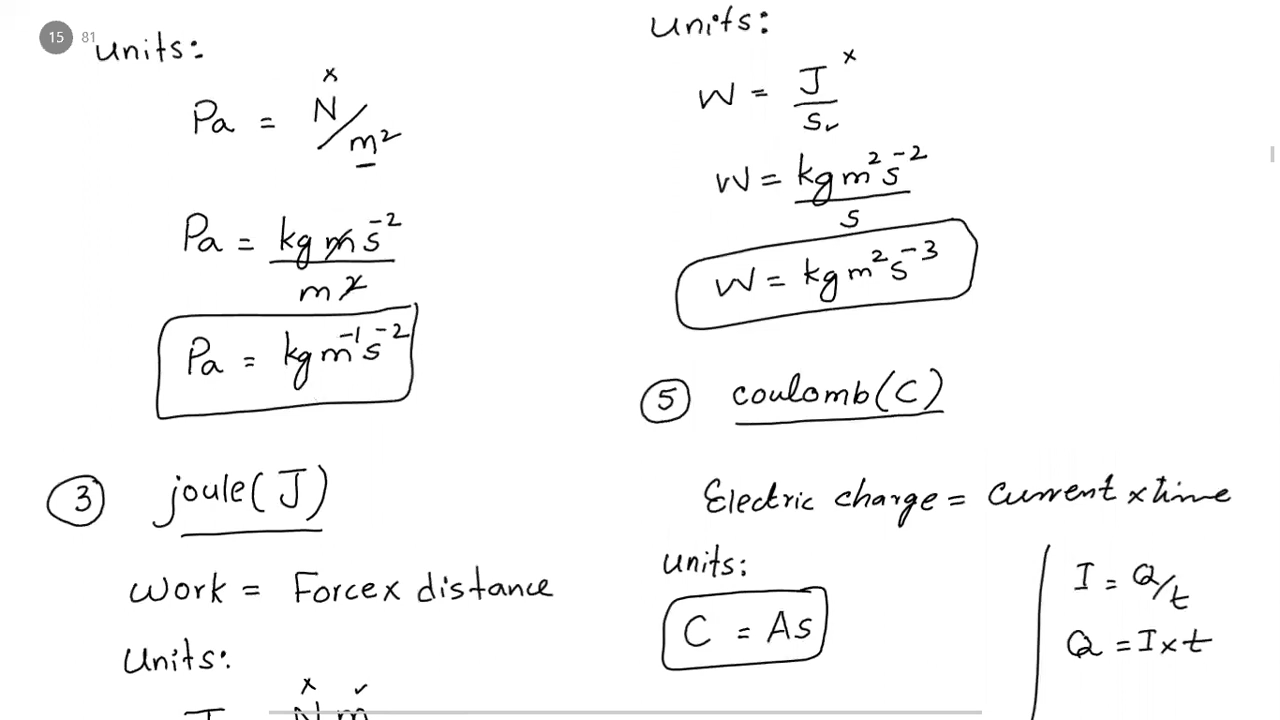 15 81
units:
Pa = N/m²
Pa = kg m s⁻² / m²
Pa = kg m⁻¹ s⁻²
3 joule (J)
work = Force x distance
Units:
J N m
units:
W = J / s
W = kg m² s⁻² / s
W = kg m² s⁻³
5 coulomb (C)
Electric charge = Current x time
units:
C = As
I = Q/t
Q = I x t